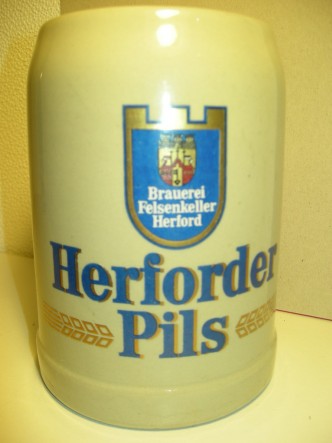 Brauerei
Felsenkeller
Herford
Herforder
Pils